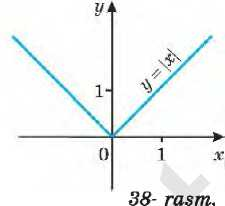 y
y=|x|
1
0 1 x
38- rasm.